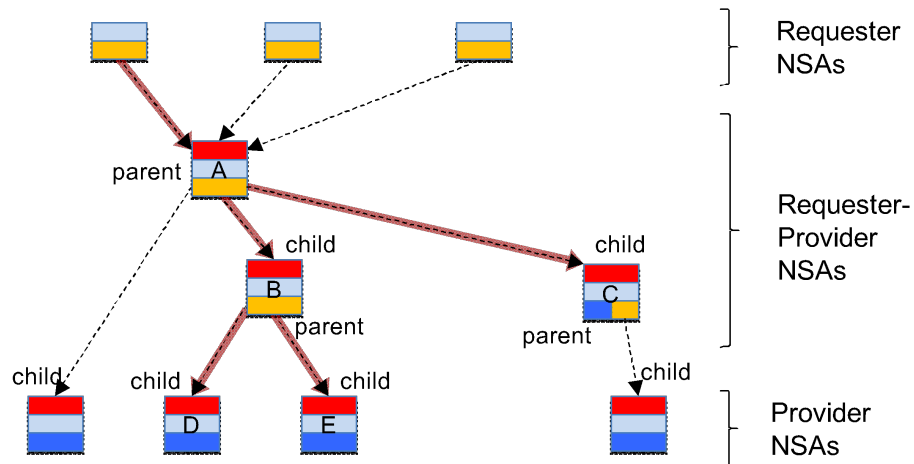 Requester
NSAs
parent
A
Requester-
Provider
NSAs
child
child
B
C
parent
parent
child
child
child
child
D
E
Provider
NSAs